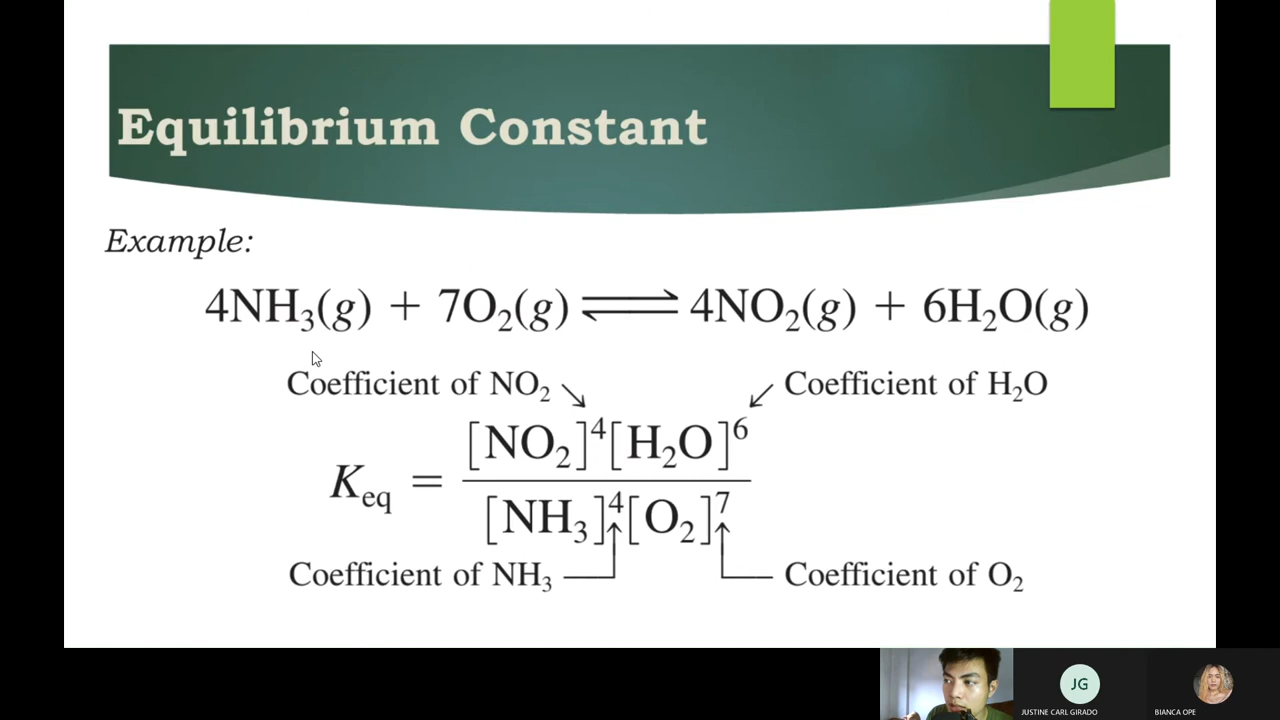 Equilibrium Constant
Example:
4NH₃(g) + 7O₂(g) ⇌ 4NO₂(g) + 6H₂O(g)
Coefficient of NO₂ Coefficient of H₂O
[NO₂]⁴[H₂O]⁶
K_eq =
[NH₃]⁴[O₂]⁷
Coefficient of NH₃ Coefficient of O₂
JG
JUSTINE CARL GIRADO BIANCA OPE